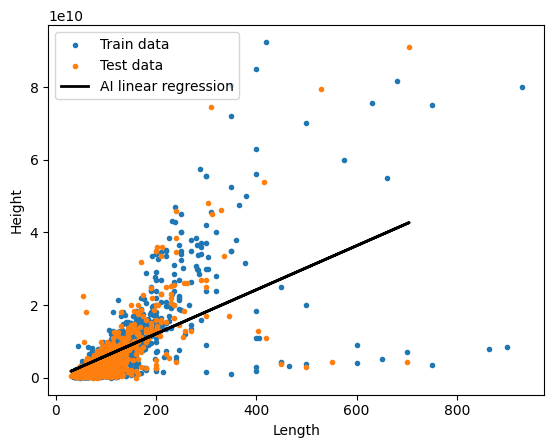 1e10
Train data
Test data
AI linear regression
8
6
4
2
0
Height
0 200 400 600 800
Length